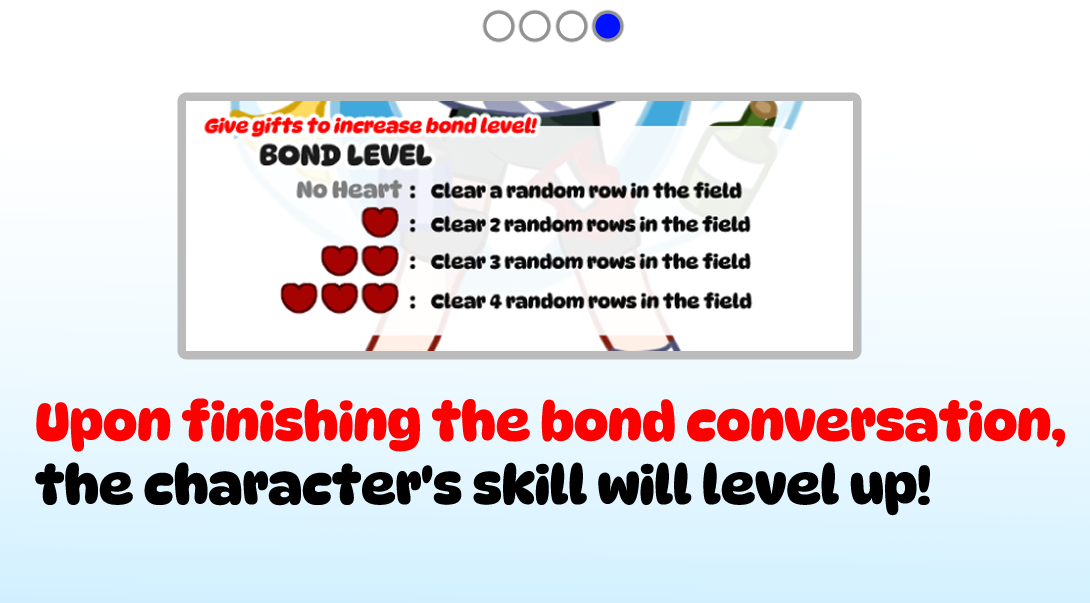 Give gifts to increase bond level!
BOND LEVEL
No Heart : Clear a random row in the field
: Clear 2 random rows in the field
: Clear 3 random rows in the field
: Clear 4 random rows in the field
Upon finishing the bond conversation,
the character's skill will level up!